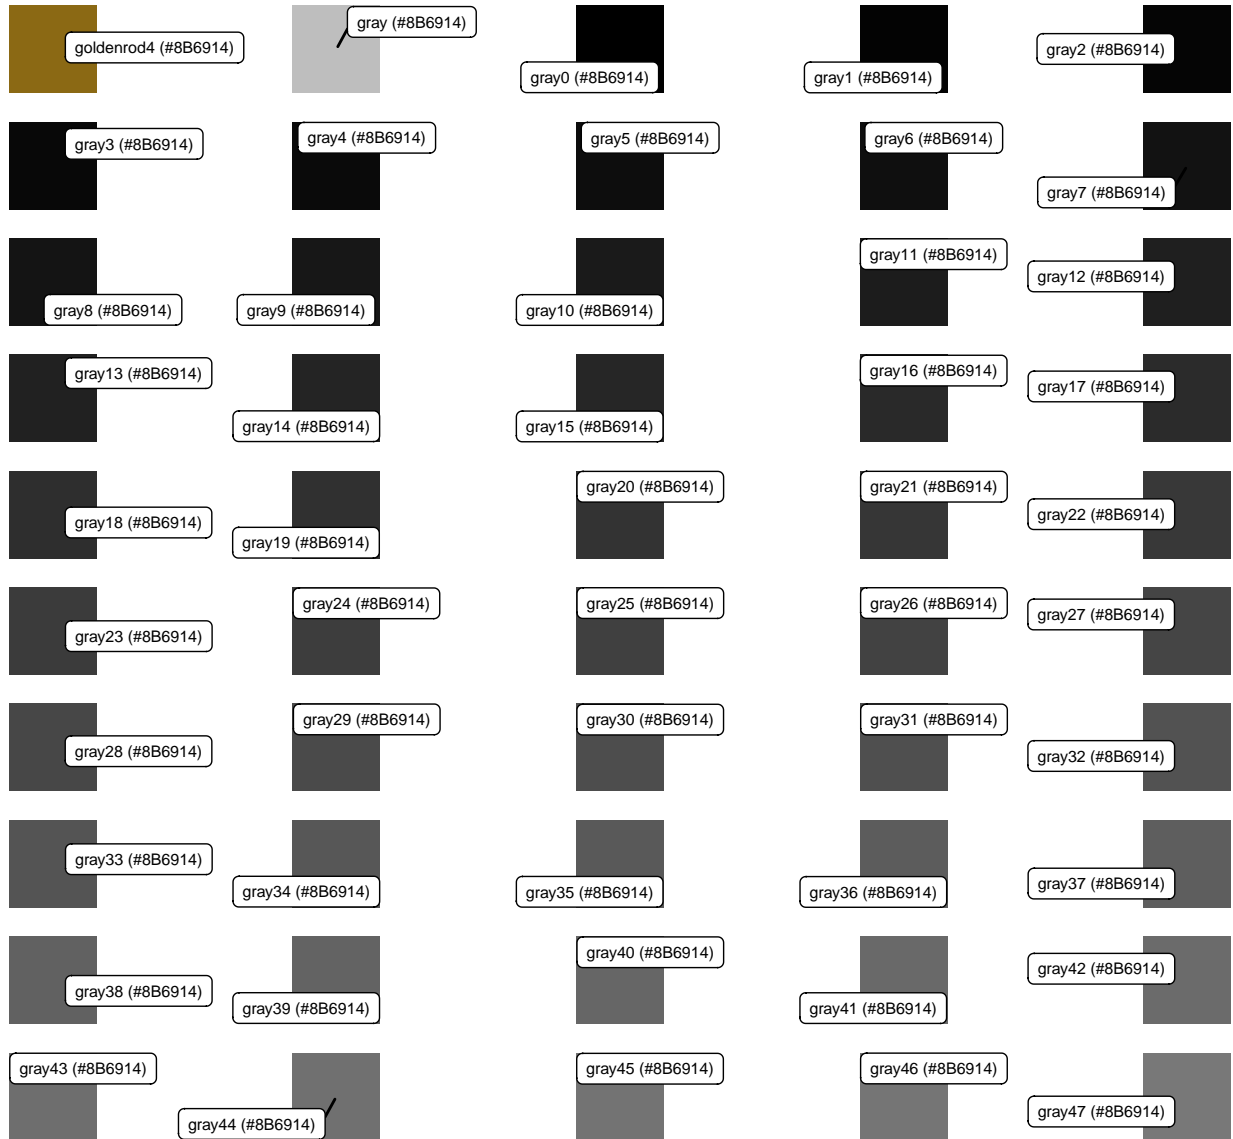 goldenrod4 (#8B6914)
gray (#8B6914)
gray0 (#8B6914)
gray1 (#8B6914)
gray2 (#8B6914)
gray3 (#8B6914)
gray4 (#8B6914)
gray5 (#8B6914)
gray6 (#8B6914)
gray7 (#8B6914)
gray8 (#8B6914)
gray9 (#8B6914)
gray10 (#8B6914)
gray11 (#8B6914)
gray12 (#8B6914)
gray13 (#8B6914)
gray14 (#8B6914)
gray15 (#8B6914)
gray16 (#8B6914)
gray17 (#8B6914)
gray18 (#8B6914)
gray19 (#8B6914)
gray20 (#8B6914)
gray21 (#8B6914)
gray22 (#8B6914)
gray23 (#8B6914)
gray24 (#8B6914)
gray25 (#8B6914)
gray26 (#8B6914)
gray27 (#8B6914)
gray28 (#8B6914)
gray29 (#8B6914)
gray30 (#8B6914)
gray31 (#8B6914)
gray32 (#8B6914)
gray33 (#8B6914)
gray34 (#8B6914)
gray35 (#8B6914)
gray36 (#8B6914)
gray37 (#8B6914)
gray38 (#8B6914)
gray39 (#8B6914)
gray40 (#8B6914)
gray41 (#8B6914)
gray42 (#8B6914)
gray43 (#8B6914)
gray44 (#8B6914)
gray45 (#8B6914)
gray46 (#8B6914)
gray47 (#8B6914)